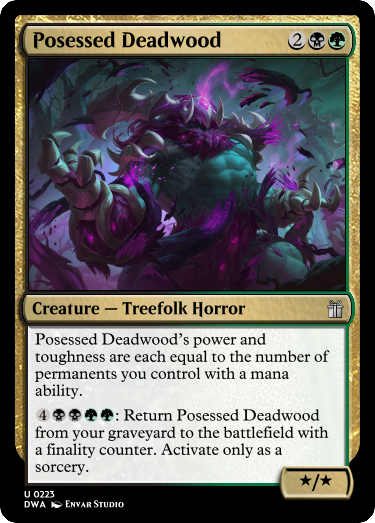 Posessed Deadwood 2
Creature — Treefolk Horror
Posessed Deadwood's power and
toughness are each equal to the number of
permanents you control with a mana
ability.
4 : Return Posessed Deadwood
from your graveyard to the battlefield with
a finality counter. Activate only as a
sorcery.
★/★
U 0223
DWA Envar Studio